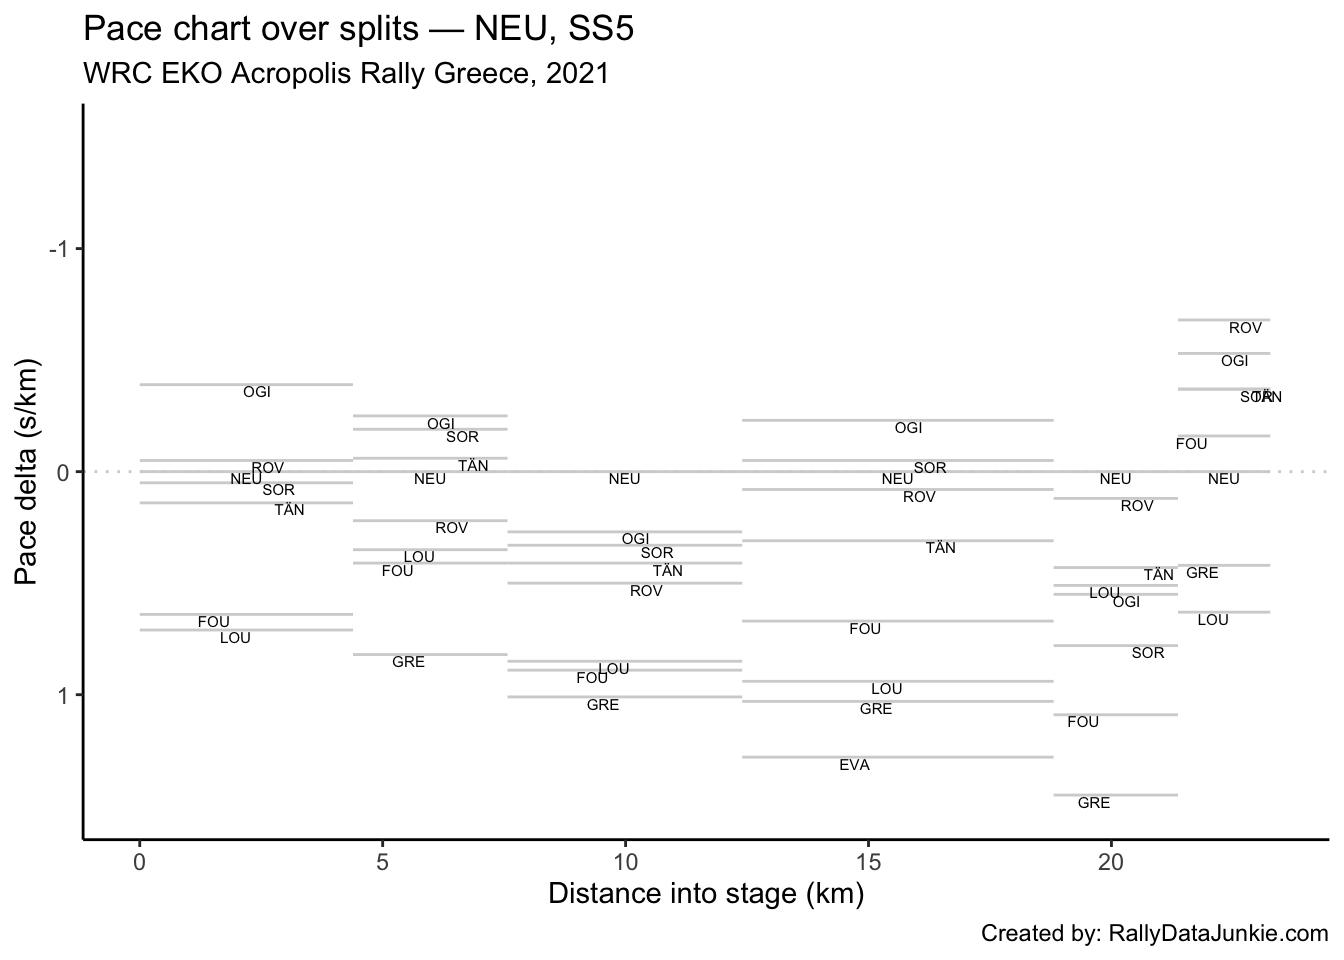 Pace chart over splits — NEU, SS5
WRC EKO Acropolis Rally Greece, 2021
Pace delta (s/km)
-1
0
1
OGI
ROV
NEU
SOR
TÄN
FOU
LOU
OGI
SOR
TÄN
NEU
ROV
LOU
FOU
GRE
NEU
OGI
SOR
TÄN
ROV
LOU
FOU
GRE
OGI
SOR
NEU
ROV
TÄN
FOU
LOU
GRE
EVA
NEU
ROV
TÄN
LOU
OGI
SOR
FOU
GRE
ROV
OGI
SOR
TÄN
FOU
NEU
GRE
LOU
0 5 10 15 20
Distance into stage (km)
Created by: RallyDataJunkie.com